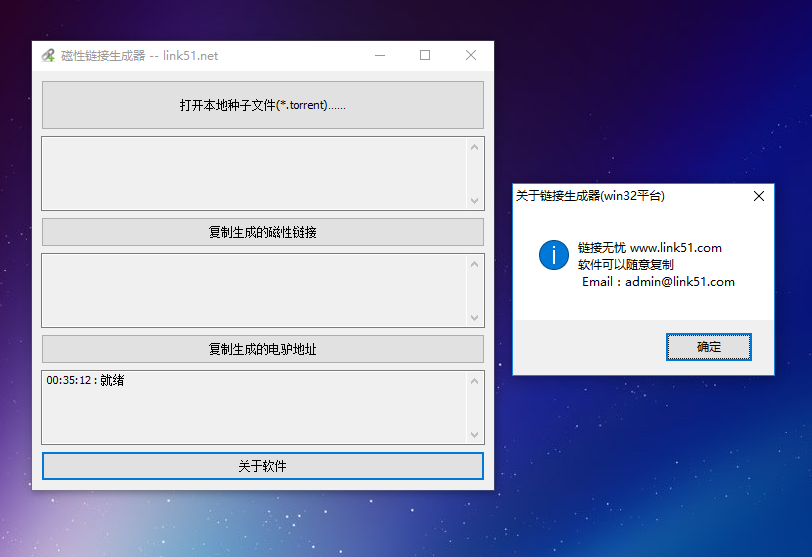 磁性链接生成器 -- link51.net
打开本地种子文件(*.torrent)......
复制生成的磁性链接
复制生成的电驴地址
00:35:12 : 就绪
关于软件
关于链接生成器(win32平台)
链接无忧 www.link51.com
软件可以随意复制
Email : admin@link51.com
确定